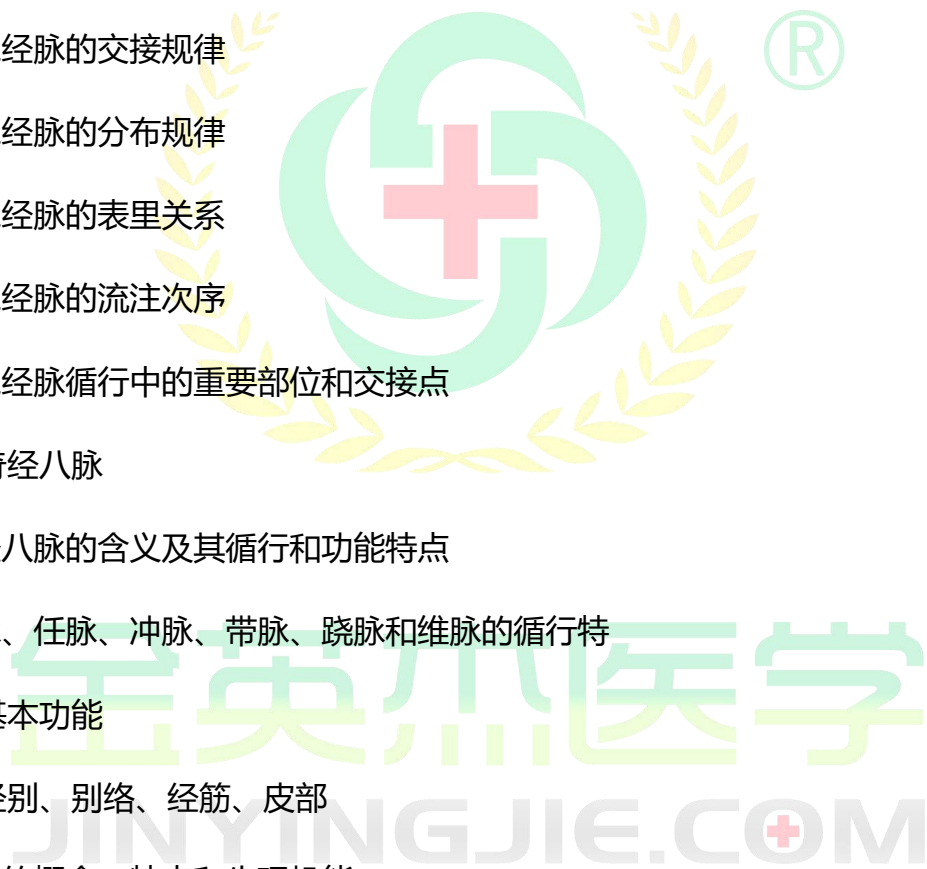 经脉的交接规律
®
经脉的分布规律
经脉的表里关系
经脉的流注次序
经脉循行中的重要部位和交接点
奇经八脉
八脉的含义及其循行和功能特点
、任脉、冲脉、带脉、跷脉和维脉的循行特
基本功能
经别、别络、经筋、皮部
金英杰医学
JINYINGJIE.COM